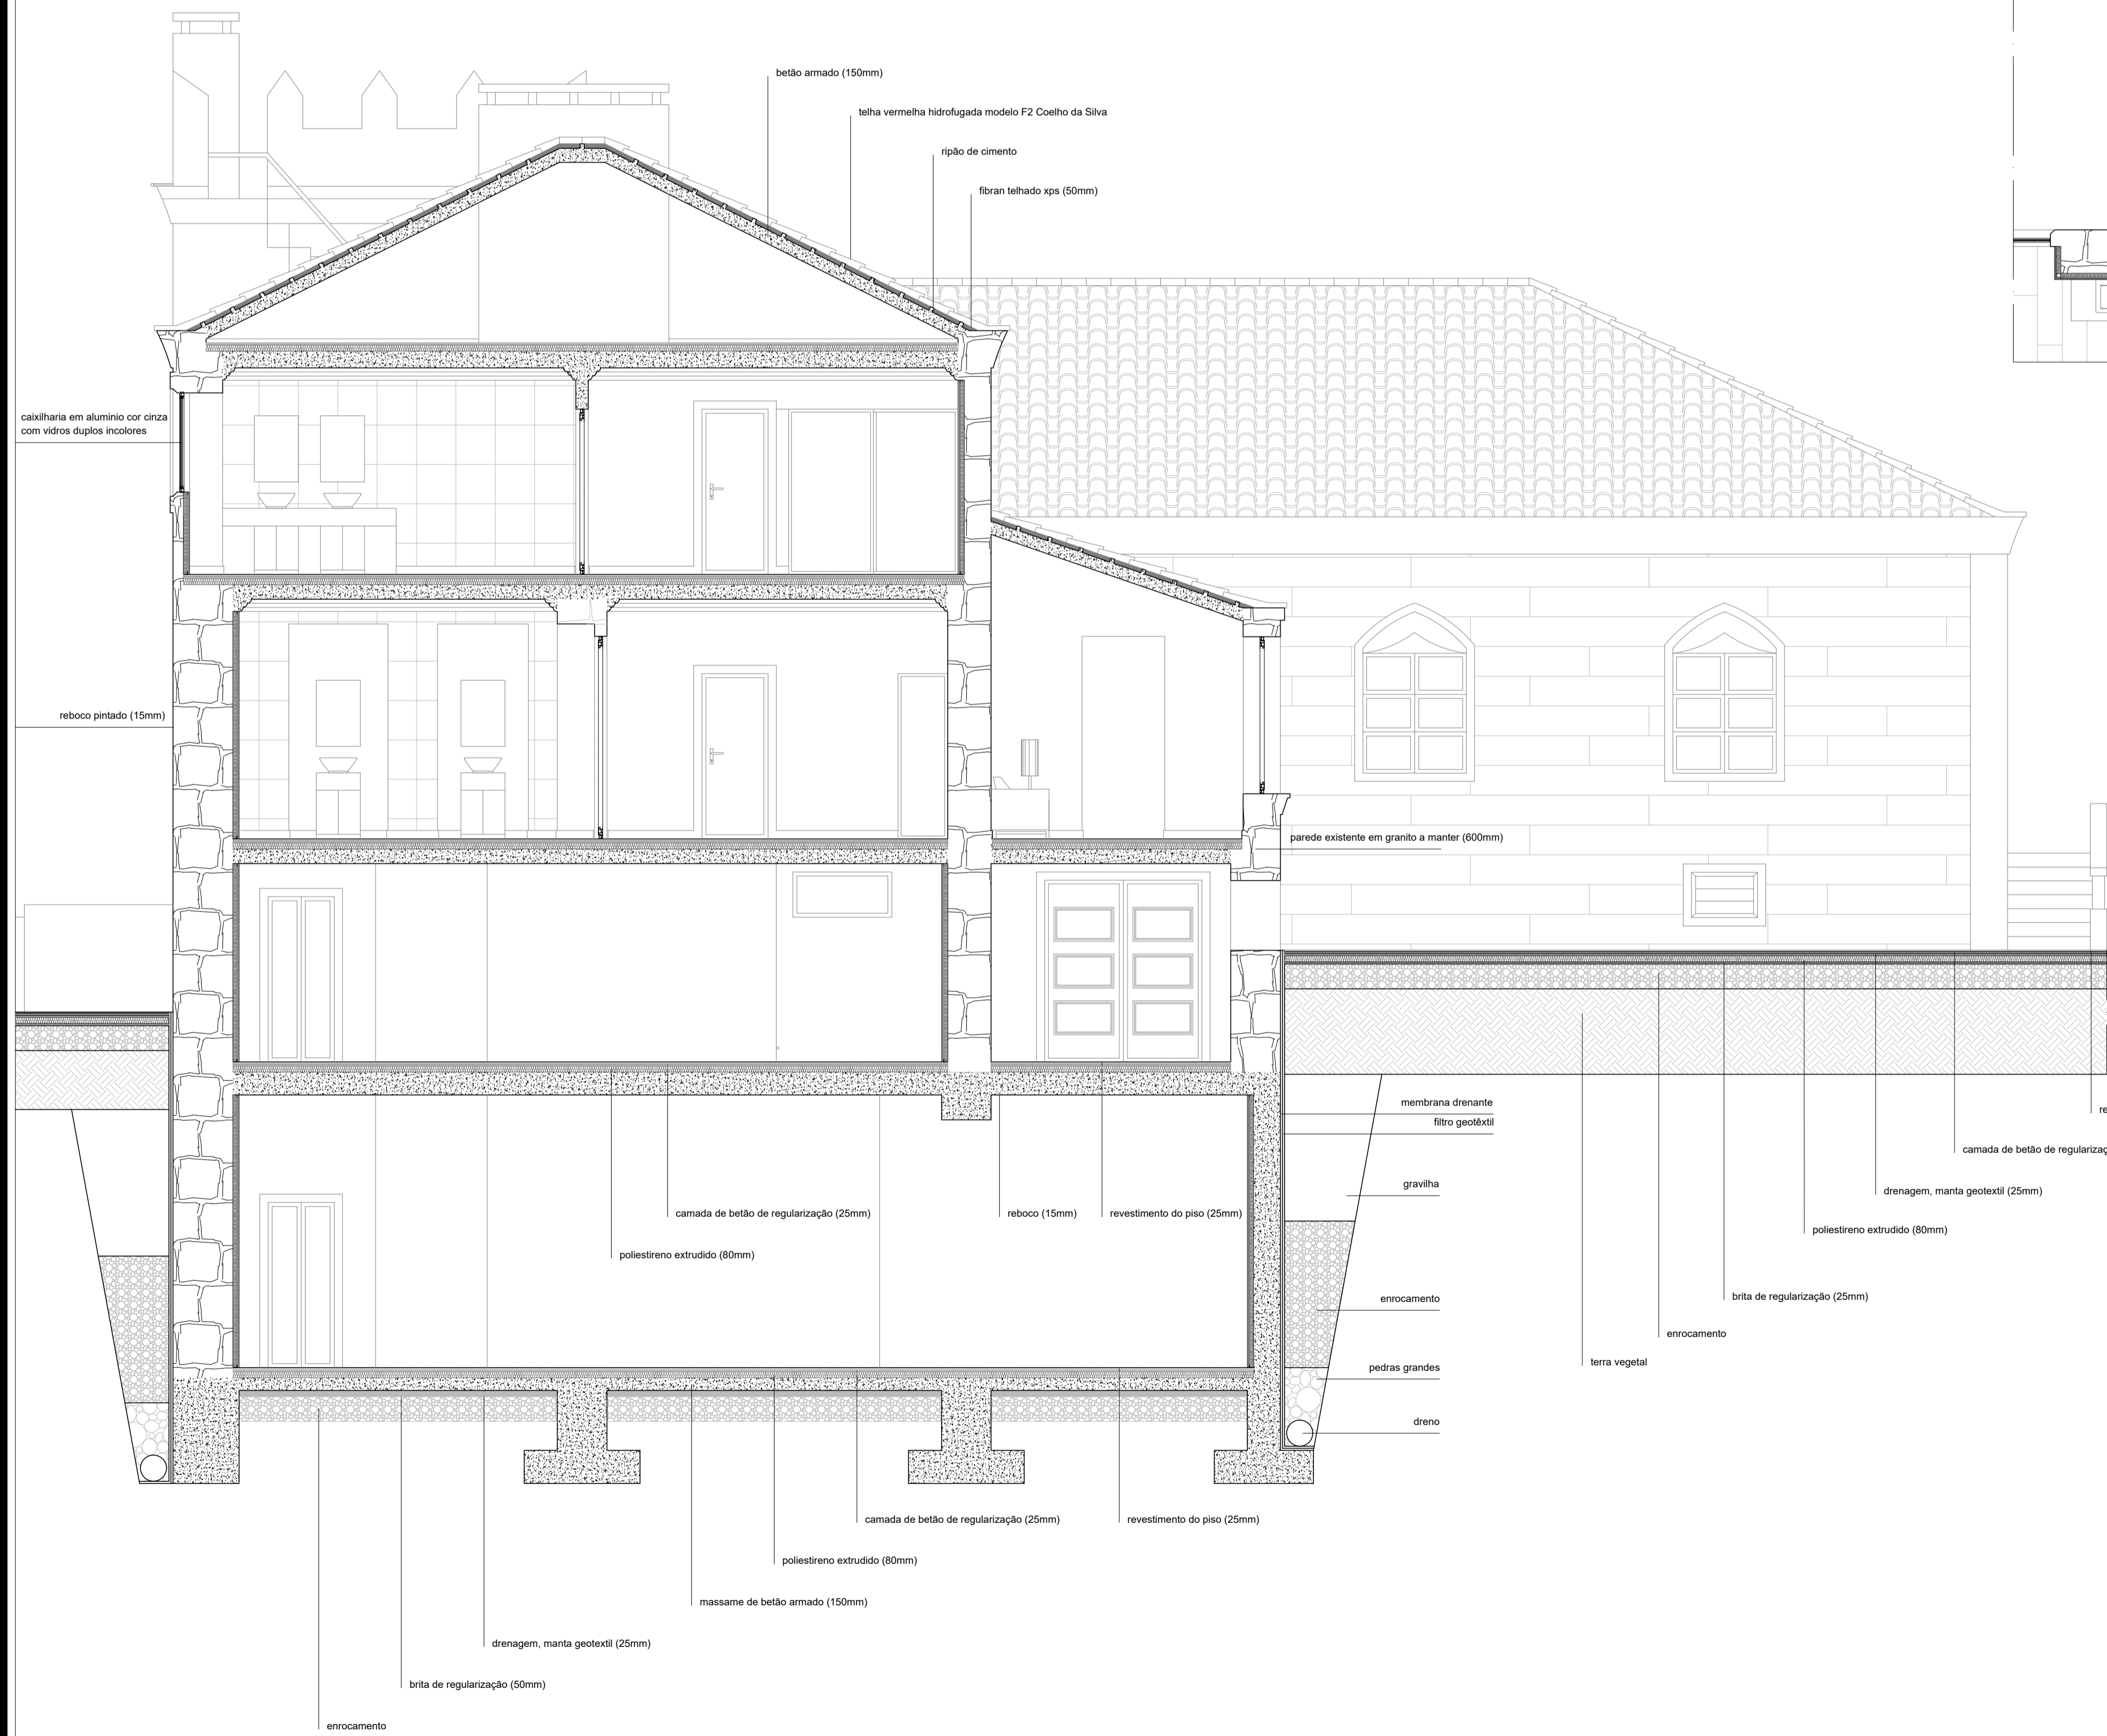 betão armado (150mm)
telha vermelha hidrofugada modelo F2 Coelho da Silva
ripão de cimento
fibran telhado xps (50mm)
caixilharia em aluminio cor cinza
com vidros duplos incolores
reboco pintado (15mm)
parede existente em granito a manter (600mm)
membrana drenante
filtro geotêxtil
re
camada de betão de regularizaç
gravilha
drenagem, manta geotextil (25mm)
camada de betão de regularização (25mm)
reboco (15mm)
revestimento do piso (25mm)
poliestireno extrudido (80mm)
poliestireno extrudido (80mm)
enrocamento
brita de regularização (25mm)
enrocamento
terra vegetal
pedras grandes
dreno
camada de betão de regularização (25mm)
revestimento do piso (25mm)
poliestireno extrudido (80mm)
massame de betão armado (150mm)
drenagem, manta geotextil (25mm)
brita de regularização (50mm)
enrocamento